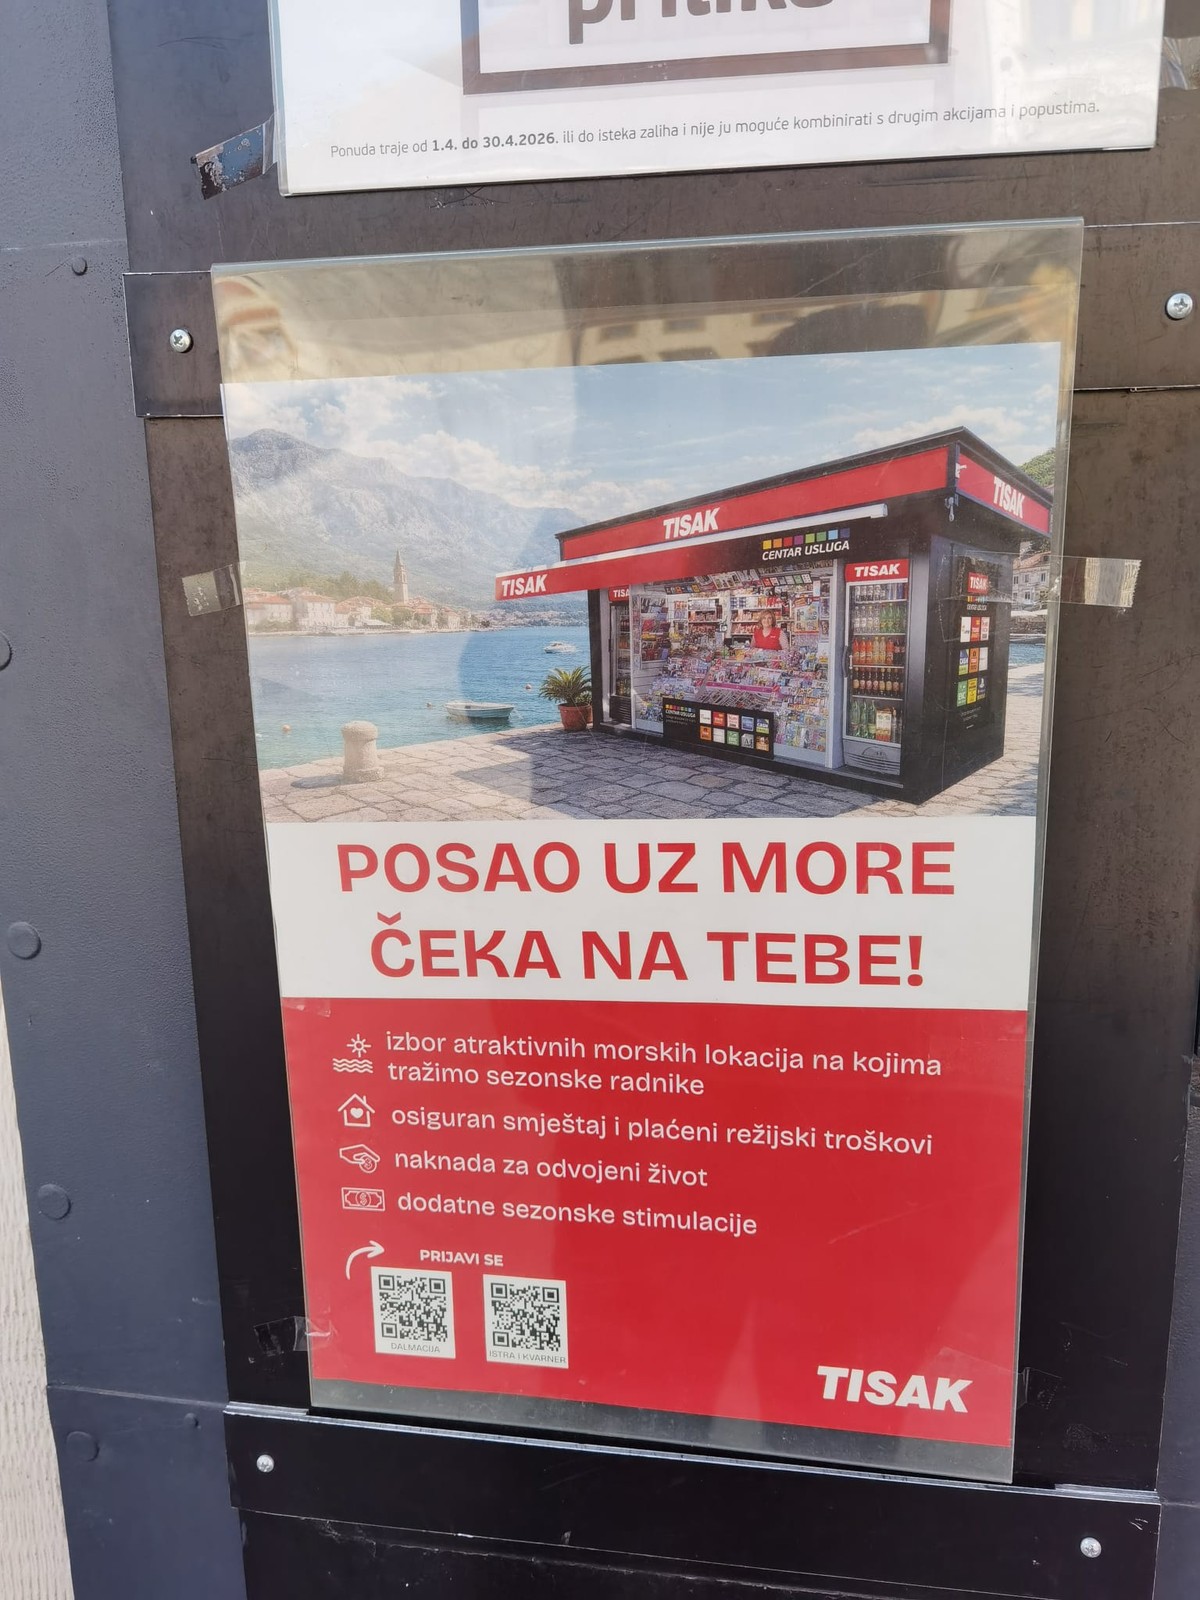 Ponuda traje od 1.4. do 30.4.2026. ili do isteka zaliha i nije ju moguće kombinirati s drugim akcijama i popustima.
TISAK
TISAK
CENTAR USLUGA
TISAK
TISAK
TISAK
CENTAR USLUGA
POSAO UZ MORE
ČEKA NA TEBE!
izbor atraktivnih morskih lokacija na kojima
tražimo sezonske radnike
osiguran smještaj i plaćeni režijski troškovi
naknada za odvojeni život
dodatne sezonske stimulacije
PRIJAVI SE
DALMACIJA
ISTRA I KVARNER
TISAK